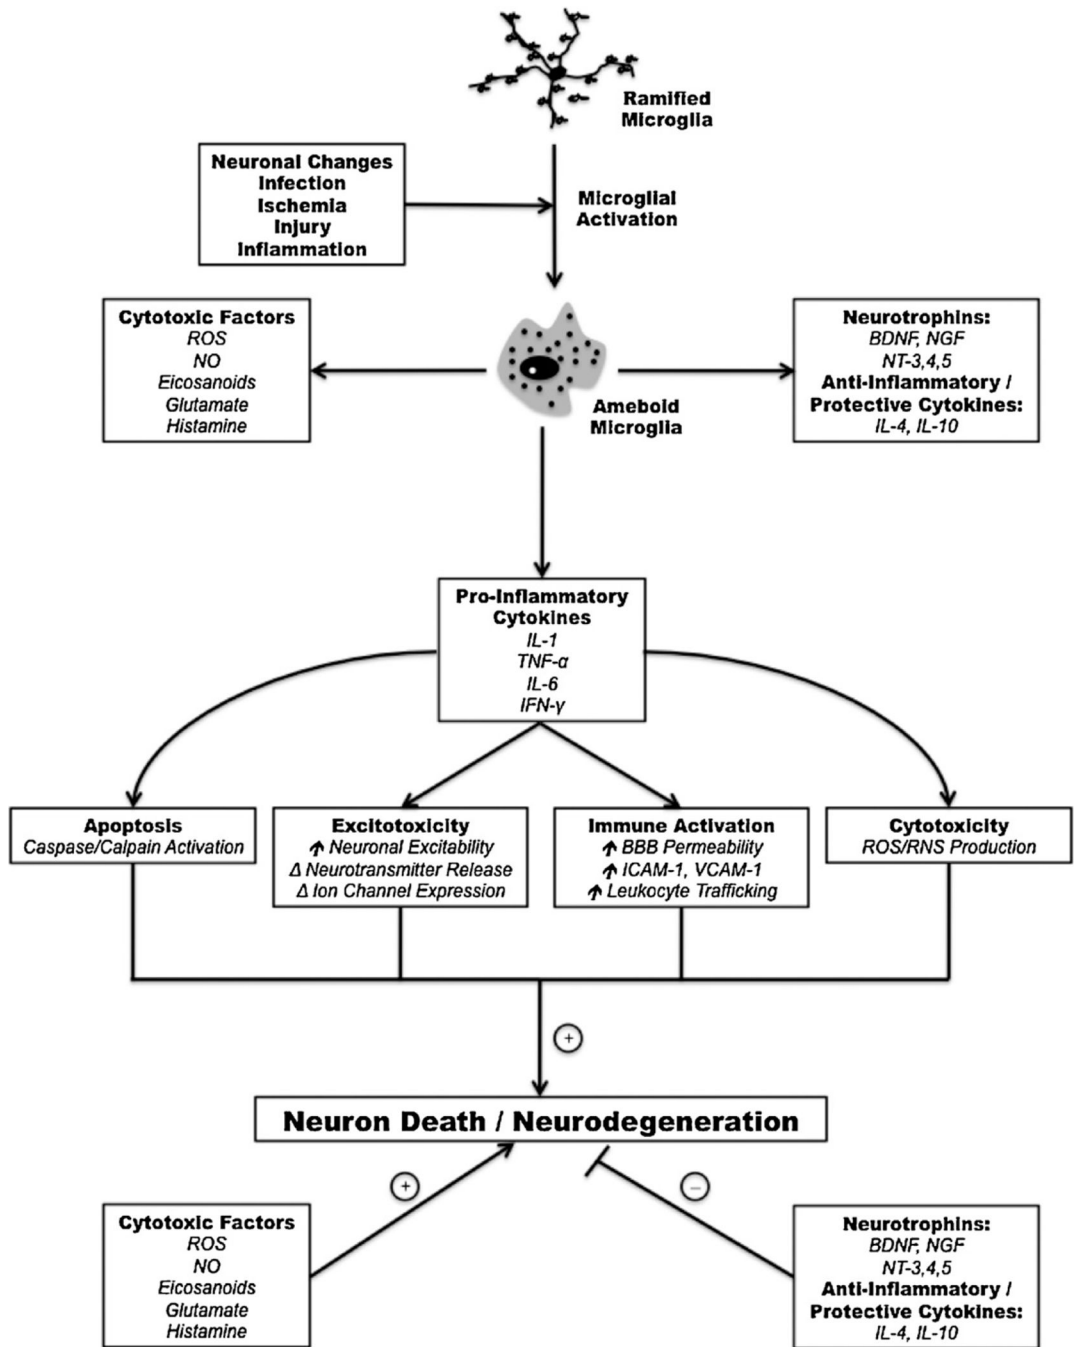 Ramified
Microglia
Neuronal Changes
Infection
Ischemia
Injury
Inflammation
Microglial
Activation
Cytotoxic Factors
ROS
NO
Eicosanoids
Glutamate
Histamine
Ameboid
Microglia
Neurotrophins:
BDNF, NGF
NT-3,4,5
Anti-Inflammatory /
Protective Cytokines:
IL-4, IL-10
Pro-Inflammatory
Cytokines
IL-1
TNF-α
IL-6
IFN-γ
Apoptosis
Caspase/Calpain Activation
Excitotoxicity
↑ Neuronal Excitability
Δ Neurotransmitter Release
Δ Ion Channel Expression
Immune Activation
↑ BBB Permeability
↑ ICAM-1, VCAM-1
↑ Leukocyte Trafficking
Cytotoxicity
ROS/RNS Production
+
Neuron Death / Neurodegeneration
+
−
Cytotoxic Factors
ROS
NO
Eicosanoids
Glutamate
Histamine
Neurotrophins:
BDNF, NGF
NT-3,4,5
Anti-Inflammatory /
Protective Cytokines:
IL-4, IL-10